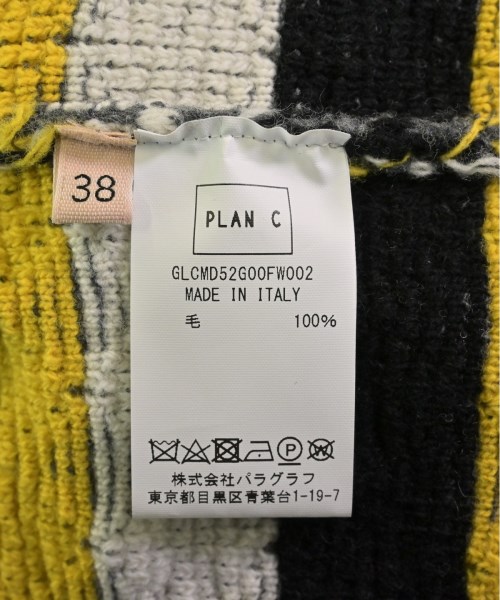 38
PLAN C
GLCMD52G00FW002
MADE IN ITALY
毛 100%
株式会社パラグラフ
東京都目黒区青葉台1-19-7